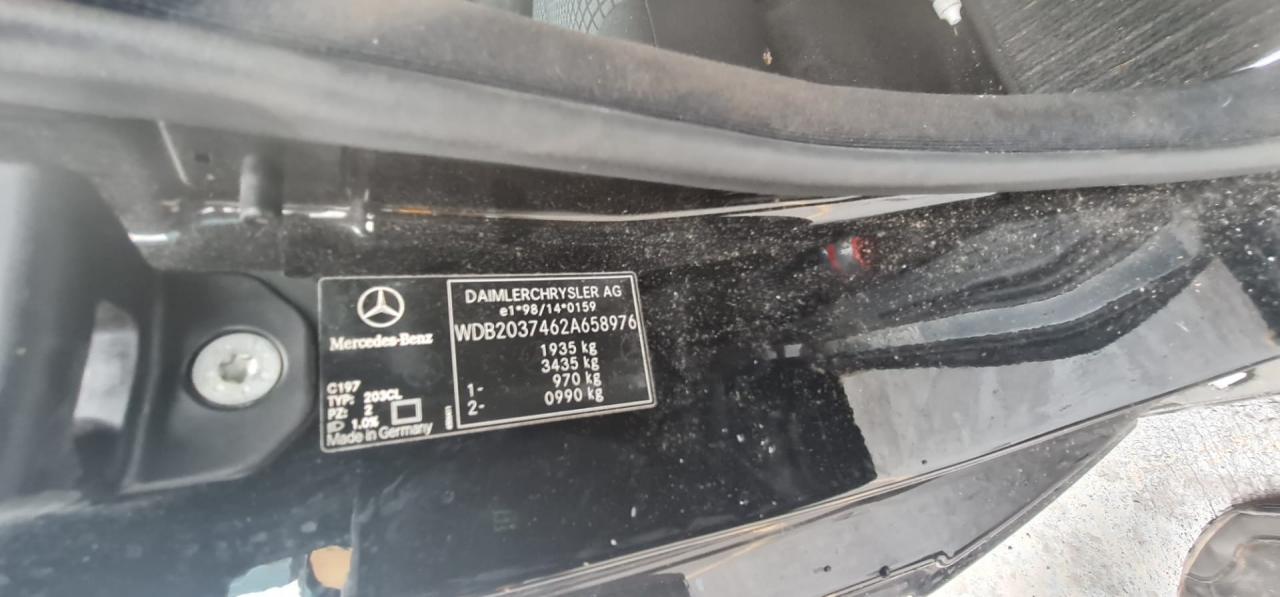 Mercedes-Benz
C197
TYP: 203CL
PZ: 2
1.0%
Made in Germany
DAIMLERCHRYSLER AG
e1*98/14*0159
WDB2037462A658976
1935 kg
3435 kg
1- 970 kg
2- 0990 kg